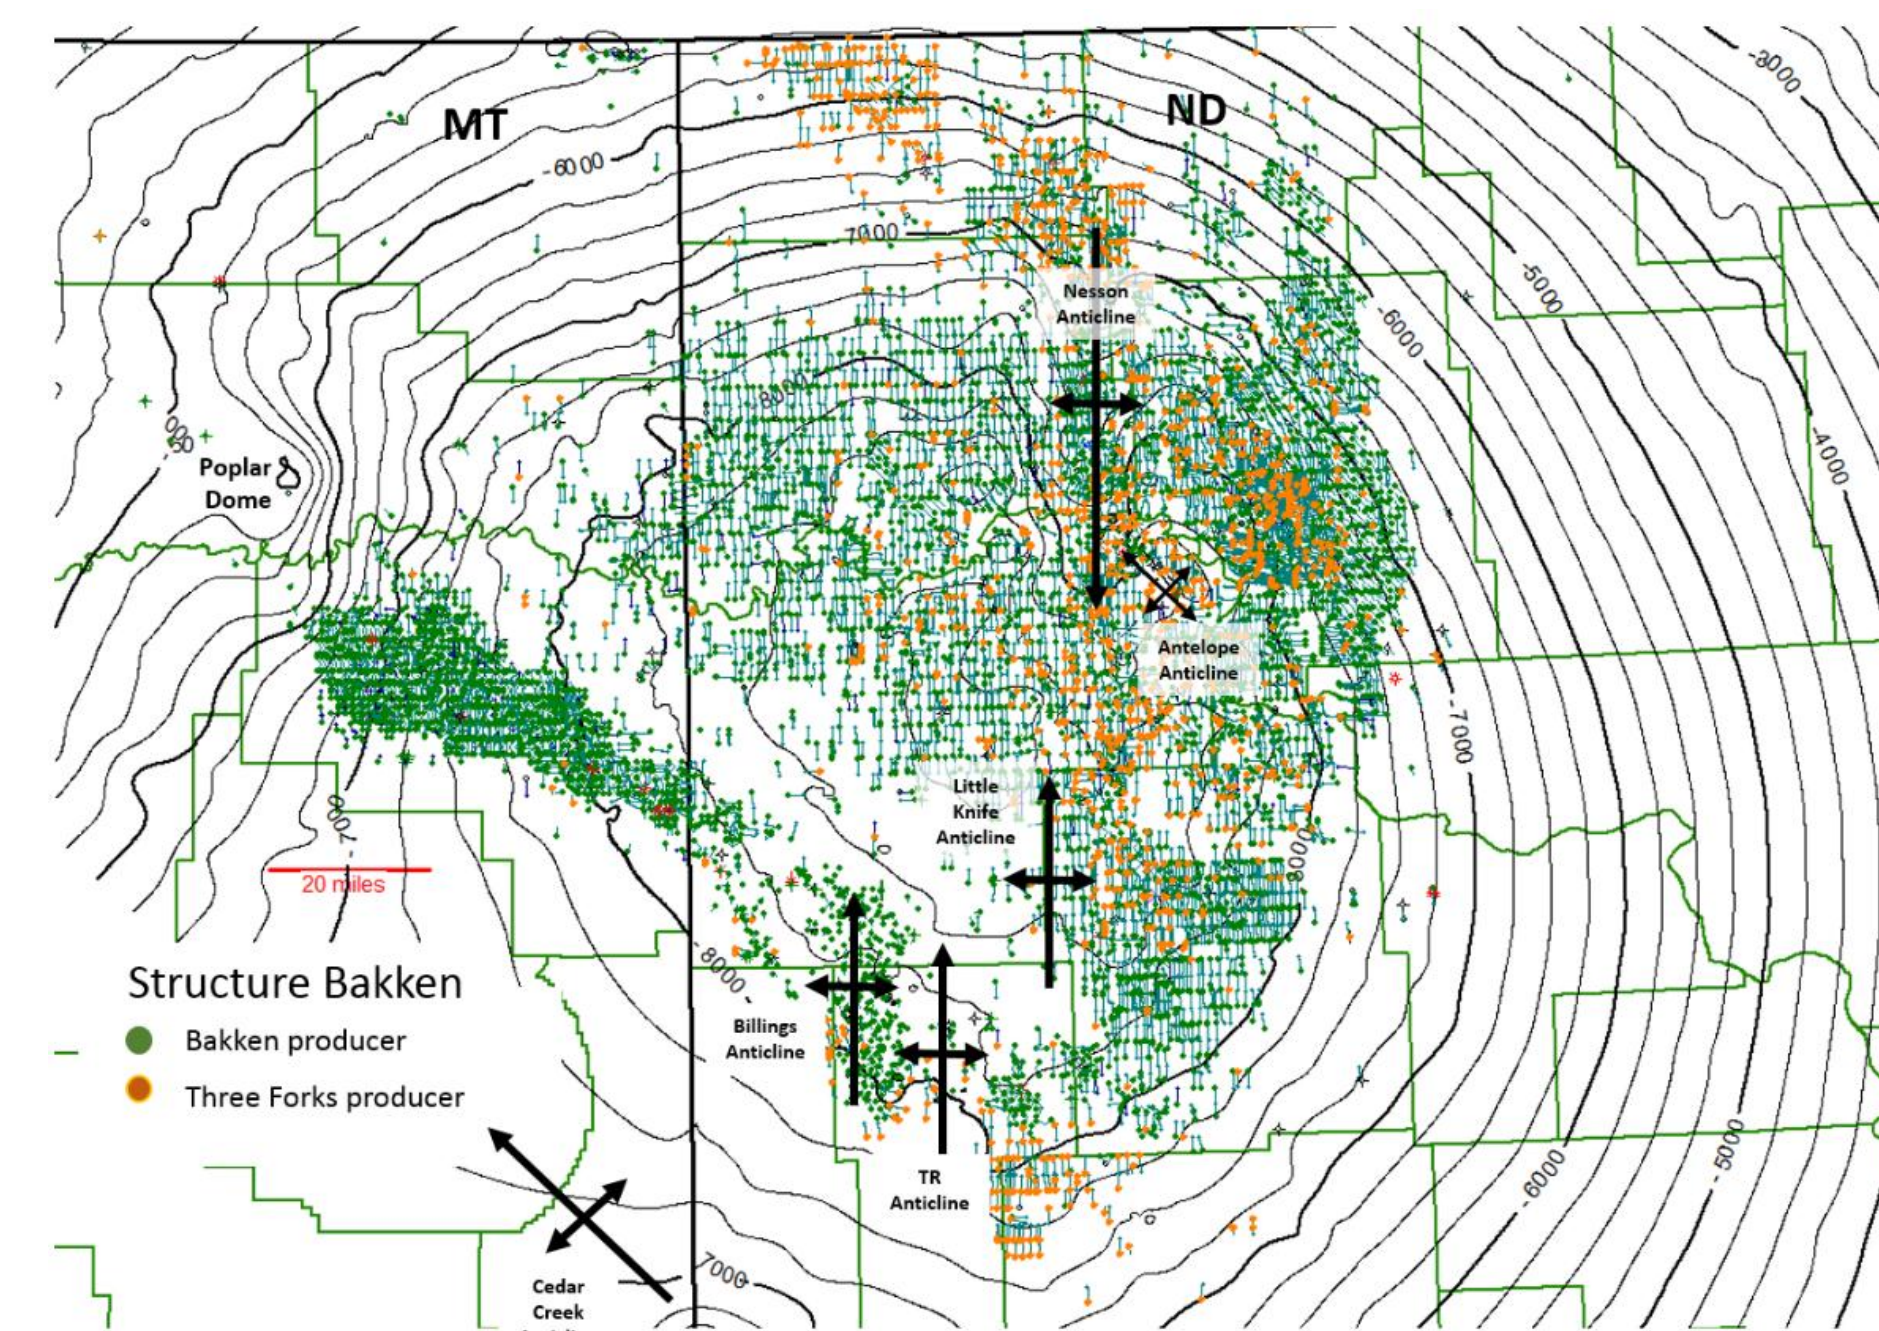 -3000
MT
ND
-6000
7000
-5000
-6000
-8000
-4000
-5000
Poplar
Dome
Nesson
Anticline
Antelope
Anticline
-7000
Little
Knife
Anticline
-7000
20 miles
8000
-8000-
Structure Bakken
Bakken producer
Three Forks producer
Billings
Anticline
TR
Anticline
-5000
-6000
7000
Cedar
Creek